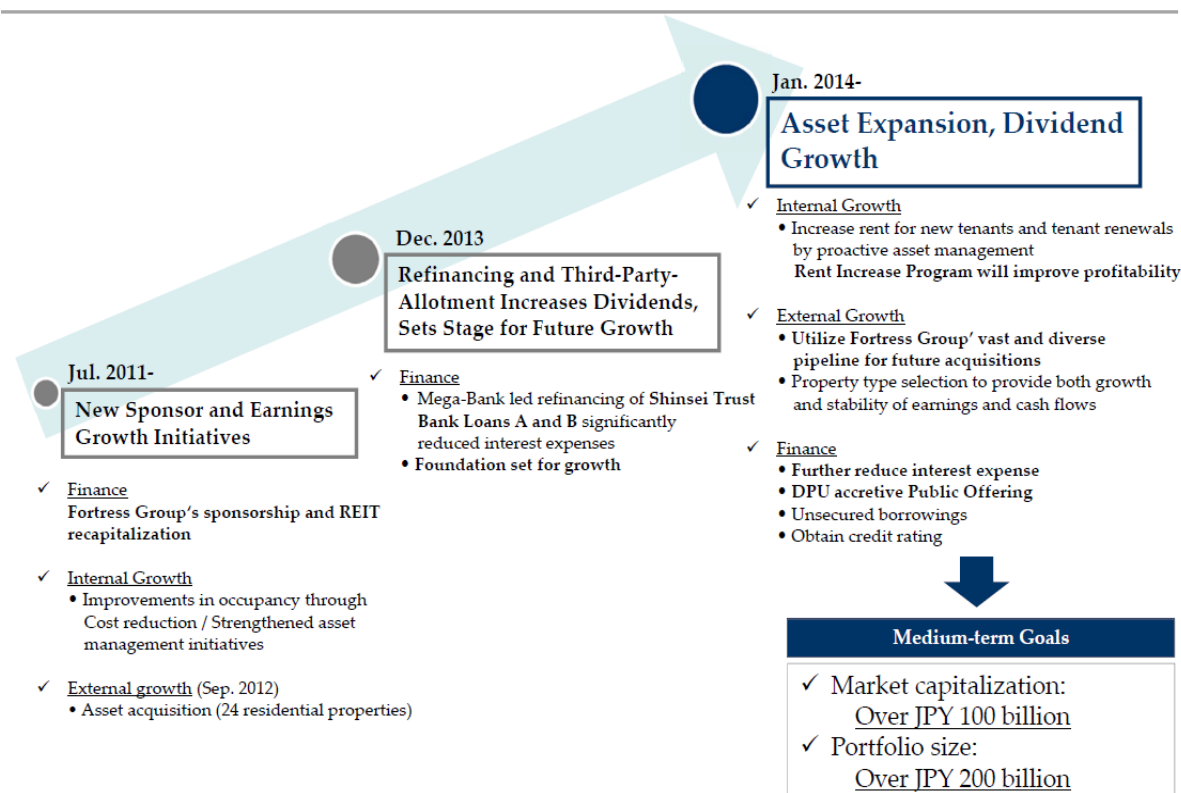 Jul. 2011-
New Sponsor and Earnings
Growth Initiatives
✓ Finance
Fortress Group's sponsorship and REIT
recapitalization
✓ Internal Growth
• Improvements in occupancy through
Cost reduction / Strengthened asset
management initiatives
✓ External growth (Sep. 2012)
• Asset acquisition (24 residential properties)
Dec. 2013
Refinancing and Third-Party-
Allotment Increases Dividends,
Sets Stage for Future Growth
✓ Finance
• Mega-Bank led refinancing of Shinsei Trust
Bank Loans A and B significantly
reduced interest expenses
• Foundation set for growth
Jan. 2014-
Asset Expansion, Dividend
Growth
✓ Internal Growth
• Increase rent for new tenants and tenant renewals
by proactive asset management
Rent Increase Program will improve profitability
✓ External Growth
• Utilize Fortress Group' vast and diverse
pipeline for future acquisitions
• Property type selection to provide both growth
and stability of earnings and cash flows
✓ Finance
• Further reduce interest expense
• DPU accretive Public Offering
• Unsecured borrowings
• Obtain credit rating
Medium-term Goals
✓ Market capitalization:
Over JPY 100 billion
✓ Portfolio size:
Over JPY 200 billion